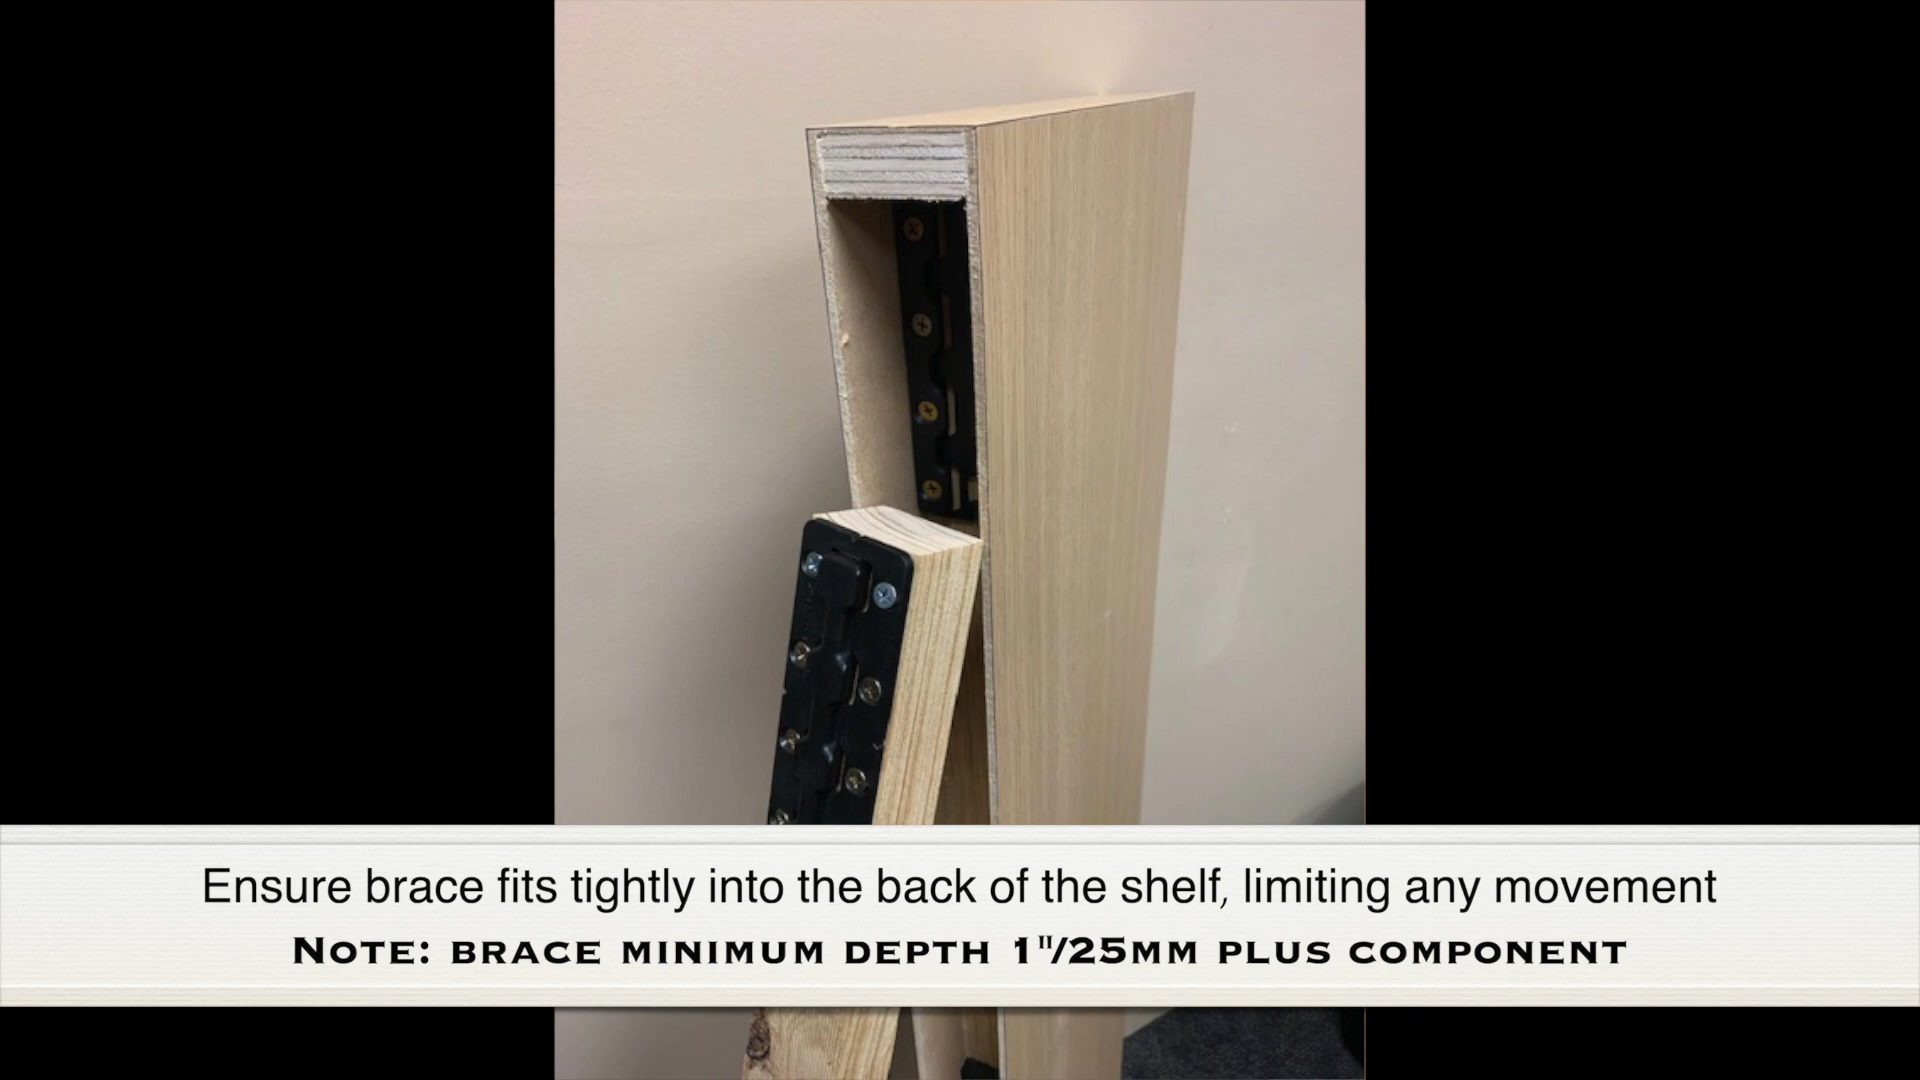 Ensure brace fits tightly into the back of the shelf, limiting any movement
Note: brace minimum depth 1"/25mm plus component